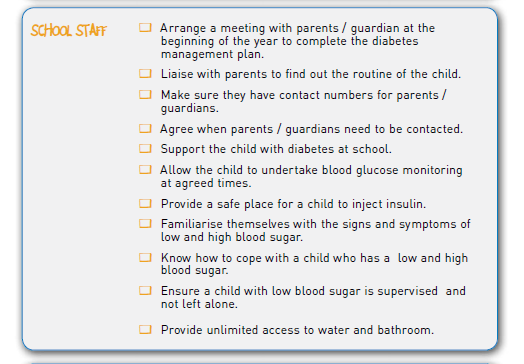 SCHOOL STAFF
Arrange a meeting with parents / guardian at the
beginning of the year to complete the diabetes
management plan.
Liaise with parents to find out the routine of the child.
Make sure they have contact numbers for parents /
guardians.
Agree when parents / guardians need to be contacted.
Support the child with diabetes at school.
Allow the child to undertake blood glucose monitoring
at agreed times.
Provide a safe place for a child to inject insulin.
Familiarise themselves with the signs and symptoms of
low and high blood sugar.
Know how to cope with a child who has a  low and high
blood sugar.
Ensure a child with low blood sugar is supervised  and
not left alone.
Provide unlimited access to water and bathroom.